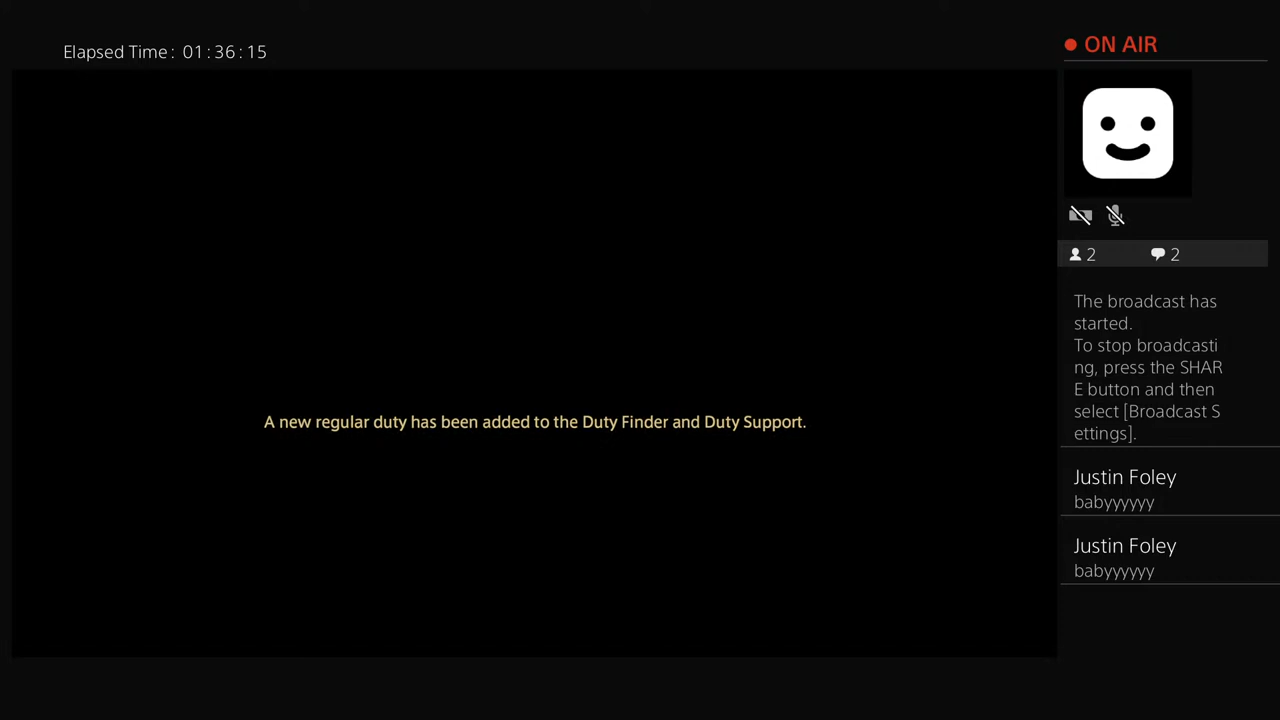 Elapsed Time: 01:36:15
ON AIR
2
2
The broadcast has
started.
To stop broadcasti
ng, press the SHAR
E button and then
select [Broadcast S
ettings].
Justin Foley
babyyyyyy
Justin Foley
babyyyyyy
A new regular duty has been added to the Duty Finder and Duty Support.